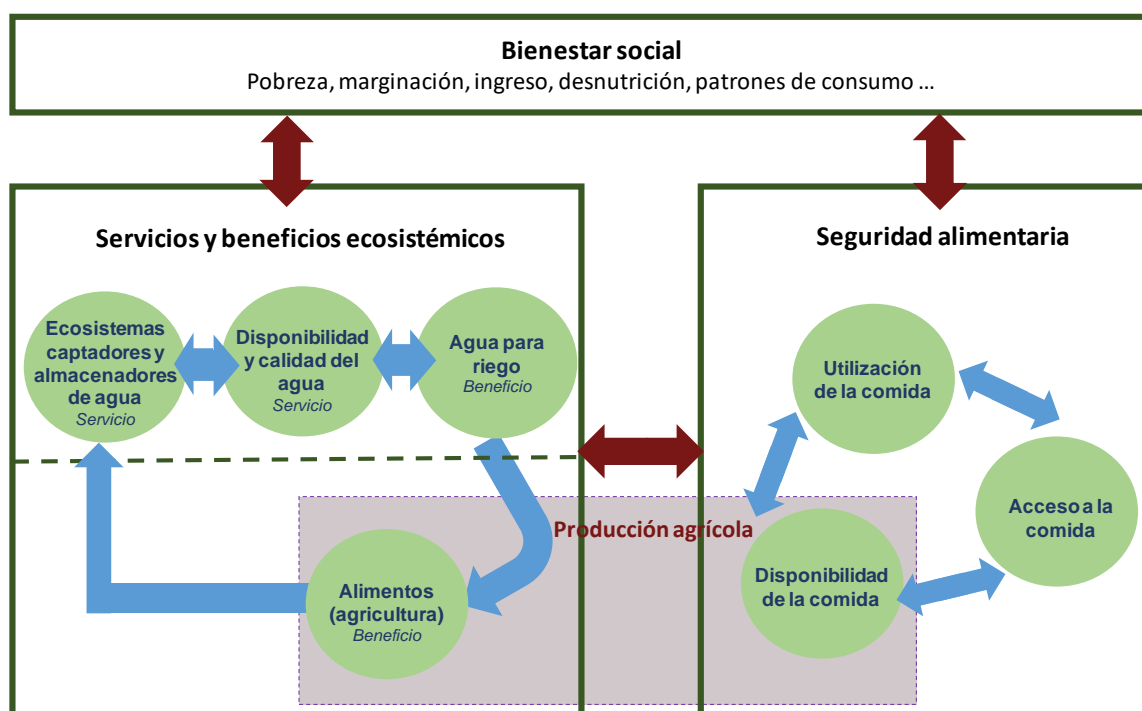 Bienestar social
Pobreza, marginación, ingreso, desnutrición, patrones de consumo ...
Servicios y beneficios ecosistémicos
Ecosistemas
captadores y
almacenadores
de agua
Servicio
Disponibilidad
y calidad del
agua
Servicio
Agua para
riego
Beneficio
Alimentos
(agricultura)
Beneficio
Producción agrícola
Seguridad alimentaria
Utilización
de la comida
Acceso a la
comida
Disponibilidad
de la comida